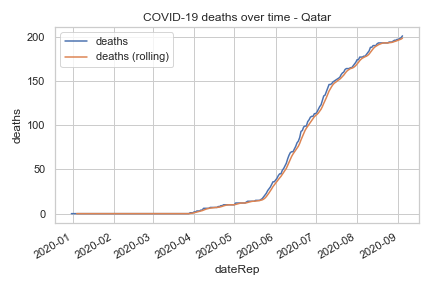 COVID-19 deaths over time - Qatar
deaths
deaths (rolling)
200
150
100
50
0
deaths
2020-01
2020-02
2020-03
2020-04
2020-05
2020-06
2020-07
2020-08
2020-09
dateRep